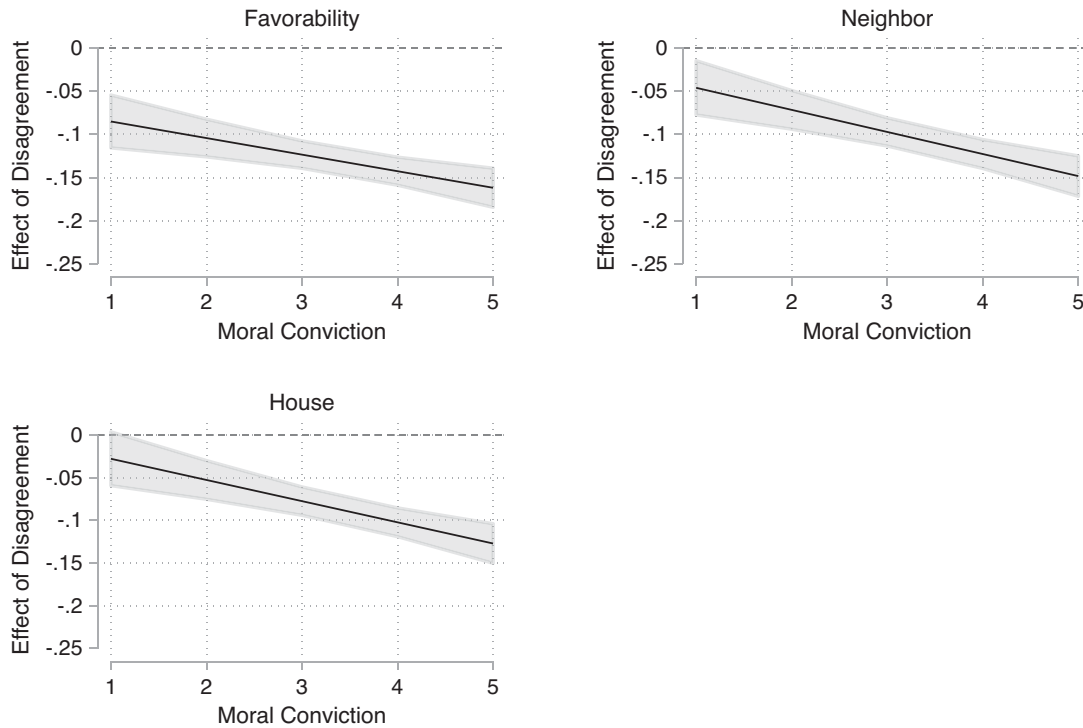 Favorability
Effect of Disagreement
0
-.05
-.1
-.15
-.2
-.25
1 2 3 4 5
Moral Conviction
Neighbor
Effect of Disagreement
0
-.05
-.1
-.15
-.2
-.25
1 2 3 4 5
Moral Conviction
House
Effect of Disagreement
0
-.05
-.1
-.15
-.2
-.25
1 2 3 4 5
Moral Conviction